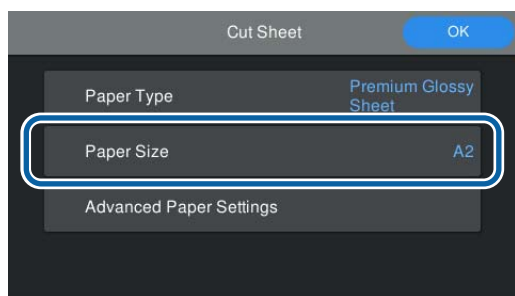 Cut Sheet
OK
Paper Type
Premium Glossy
Sheet
Paper Size
A2
Advanced Paper Settings